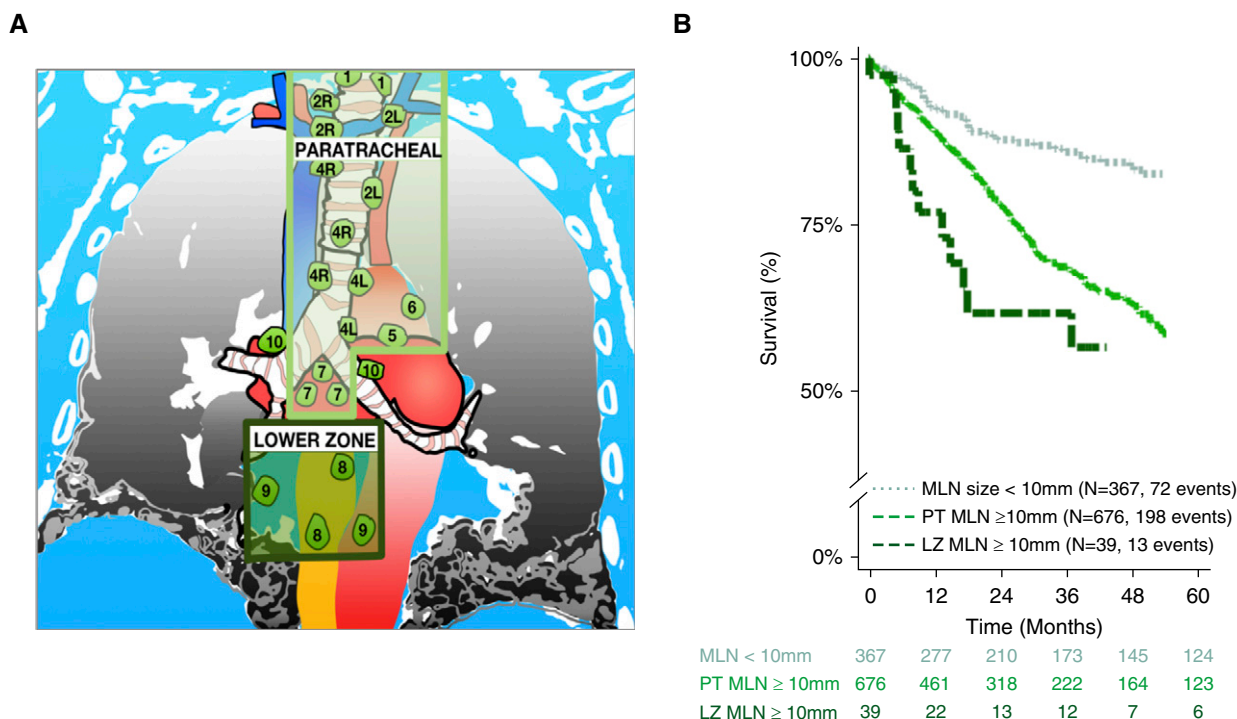 A
1
1
2R
2L
2R
PARATRACHEAL
4R
2L
4R
4R
4L
6
4L
5
10
10
7
7
7
LOWER ZONE
8
9
8
9
B
100%
75%
50%
0%
Survival (%)
MLN size < 10mm (N=367, 72 events)
PT MLN ≥10mm (N=676, 198 events)
LZ MLN ≥ 10mm (N=39, 13 events)
0 12 24 36 48 60
Time (Months)
MLN < 10mm 367 277 210 173 145 124
PT MLN ≥ 10mm 676 461 318 222 164 123
LZ MLN ≥ 10mm 39 22 13 12 7 6